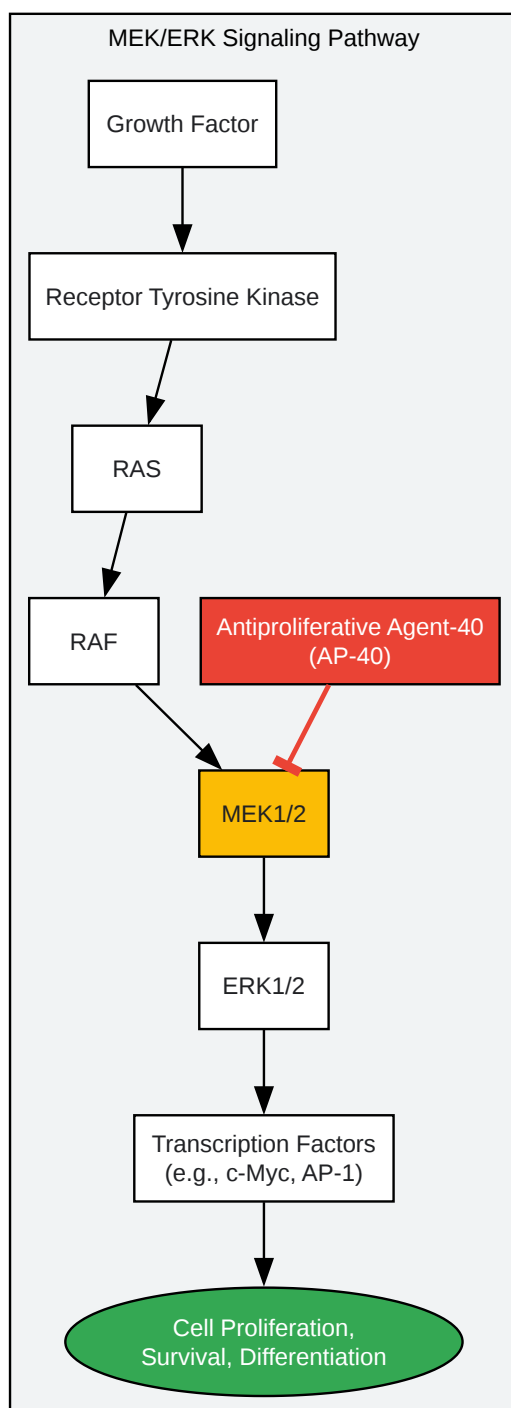 MEK/ERK Signaling Pathway
Growth Factor
Receptor Tyrosine Kinase
RAS
RAF
Antiproliferative Agent-40
(AP-40)
MEK1/2
ERK1/2
Transcription Factors
(e.g., c-Myc, AP-1)
Cell Proliferation,
Survival, Differentiation